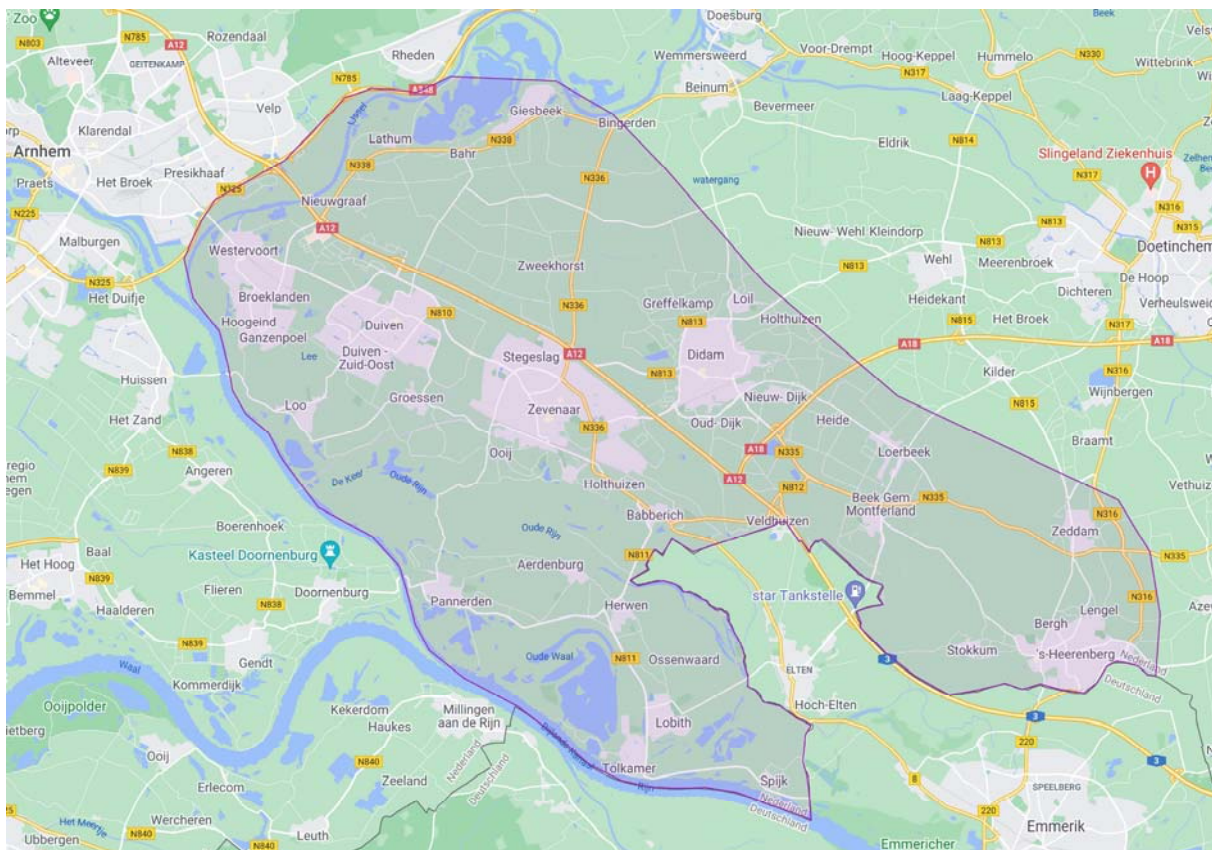 Zoo
N803
N785
A12
Rozendaal
Alteveer
GEITENKAMP
N785
Rheden
Doesburg
Wemmersweerd
Voor-Drempt
Hoog-Keppel
Hummelo
N330
Beek
Wittebrink
N317
Laag-Keppel
Velp
N785
A348
Beinum
Bevermeer
Giesbeek
Bingerden
Klarendal
Arnhem
Praets
Het Broek
Presikhaaf
IJssel
Lathum
Bahr
N338
N338
N336
Eldrik
N814
Slingeland Ziekenhuis
H
N317
N316
N315
N225
N325
Nieuwgraaf
A12
watergang
Malburgen
Westervoort
Zweekhorst
Nieuw- Wehl Kleindorp
N813
N813
N813
Wehl
Meerenbroek
Doetinchem
De Hoop
N325
Het Duifje
Broeklanden
N810
N336
Greffelkamp
Loil
Heidekant
Dichteren
Verheulsweide
Hoogeind
Ganzenpoel
Duiven
N813
Holthuizen
N815
Het Broek
N317
Lee
Duiven -
Zuid-Oost
Stegeslag
A12
Didam
A18
A18
Huissen
N813
Kilder
N316
Loo
Groessen
Zevenaar
Nieuw- Dijk
N815
Wijnbergen
Het Zand
N336
Oud- Dijk
Heide
Braamt
N838
Ooij
A18
N335
Loerbeek
N839
Angeren
De Keer
Oude Rijn
Holthuizen
A12
N812
Beek Gem
Montferland
N335
Boerenhoek
Oude Rijn
Babberich
Veldhuizen
N316
Zeddam
Baal
Kasteel Doornenburg
N811
N335
Het Hoog
Bemmel
N839
Flieren
Aerdenburg
Haalderen
N838
Doornenburg
Pannerden
Herwen
star Tankstelle
Lengel
N316
Bergh
N839
Gendt
Oude Waal
N811
Ossenwaard
ELTEN
3
Stokkum
's-Heerenberg
Nederland
Deutschland
Waal
Kommerdijk
Ooijpolder
Kekerdom
Haukes
Millingen
aan de Rijn
Lobith
Hoch-Elten
3
Ooij
N840
Nederland
Deutschland
Bijlands Kanaal
Tolkamer
220
3
Erlecom
Zeeland
Rijn
Spijk
8
SPEELBERG
Nederland
Deutschland
220
Het Meertje
Wercheren
N840
Leuth
N840
Ubbergen
Emmerik
Emmericher